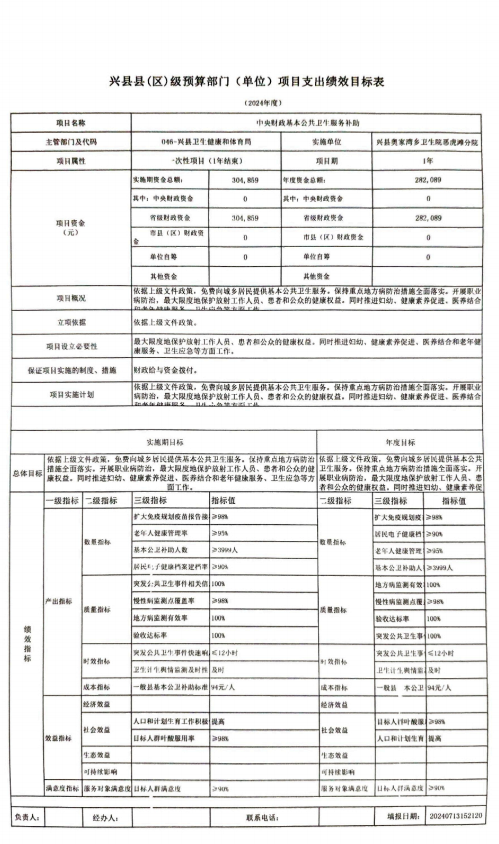 兴县县(区)级预算部门（单位）项目支出绩效目标表
（2024年度）
项目名称 中央财政基本公共卫生服务补助
主管部门及代码 046-兴县卫生健康和体育局 实施单位 兴县奥家湾乡卫生院恶虎滩分院
项目属性 一次性项目（1年结束） 项目期 1年
项目资金（元）
实施期资金总额： 304,859 年度资金总额： 282,089
其中：中央财政资金 0 其中：中央财政资金 0
省级财政资金 304,859 省级财政资金 282,089
市县（区）财政资金 0 市县（区）财政资金 0
单位自筹 0 单位自筹 0
其他资金 其他资金
项目概况 依据上级文件政策，免费向城乡居民提供基本公共卫生服务。保持重点地方病防治措施全面落实。开展职业
病防治，最大限度地保护放射工作人员、患者和公众的健康权益。同时推进妇幼、健康素养促进、医养结合
立项依据 依据上级文件政策。
项目设立必要性 最大限度地保护放射工作人员、患者和公众的健康权益。同时推进妇幼、健康素养促进、医养结合和老年健
康服务、卫生应急等方面工作。
保证项目实施的制度、措施 财政给与资金拨付。
项目实施计划 依据上级文件政策，免费向城乡居民提供基本公共卫生服务。保持重点地方病防治措施全面落实。开展职业
病防治，最大限度地保护放射工作人员、患者和公众的健康权益。同时推进妇幼、健康素养促进、医养结合
实施期目标 年度目标
总体目标
依据上级文件政策，免费向城乡居民提供基本公共卫生服务。保持重点地方病防治
措施全面落实。开展职业病防治，最大限度地保护放射工作人员、患者和公众的健
康权益。同时推进妇幼、健康素养促进、医养结合和老年健康服务、卫生应急等方
面工作。
依据上级文件政策，免费向城乡居民提供基本公共
卫生服务。保持重点地方病防治措施全面落实。开
展职业病防治，最大限度地保护放射工作人员、患
者和公众的健康权益。同时推进妇幼、健康素养促
绩效指标
一级指标 二级指标 三级指标 指标值 二级指标 三级指标 指标值
产出指标
数量指标 扩大免疫规划疫苗报告接 ≥98% 数量指标 扩大免疫规划疫 ≥98%
老年人健康管理率 ≥95% 居民电子健康档 ≥90%
基本公卫补助人数 ≥3999人 老年人健康管理 ≥95%
居民电子健康档案建档率 ≥90% 基本公卫补助人 ≥3999人
质量指标 突发公共卫生事件相关信 100% 质量指标 地方病监测有效 100%
慢性病监测点覆盖率 ≥98% 慢性病监测点覆 ≥98%
地方病监测有效率 100% 验收达标率 100%
验收达标率 100% 突发公共卫生事 100%
时效指标 突发公共卫生事件快速响 ≤12小时 时效指标 突发公共卫生事 ≤12小时
卫生计生舆情监测及时性 及时 卫生计生舆情监 及时
成本指标 一般县基本公卫补助标准 94元/人 成本指标 一般县 本公卫 94元/人
效益指标
经济效益 经济效益
社会效益 人口和计划生育工作积极 提高 社会效益 目标人群叶酸服 ≥98%
目标人群叶酸服用率 ≥98% 人口和计划生育 提高
生态效益 生态效益
可持续影响 可持续影响
满意度指标 服务对象满意度 目标人群满意度 ≥90% 服务对象满意度 目标人群满意度 ≥90%
负责人： 经办人： 联系电话： 填报日期： 20240713152120